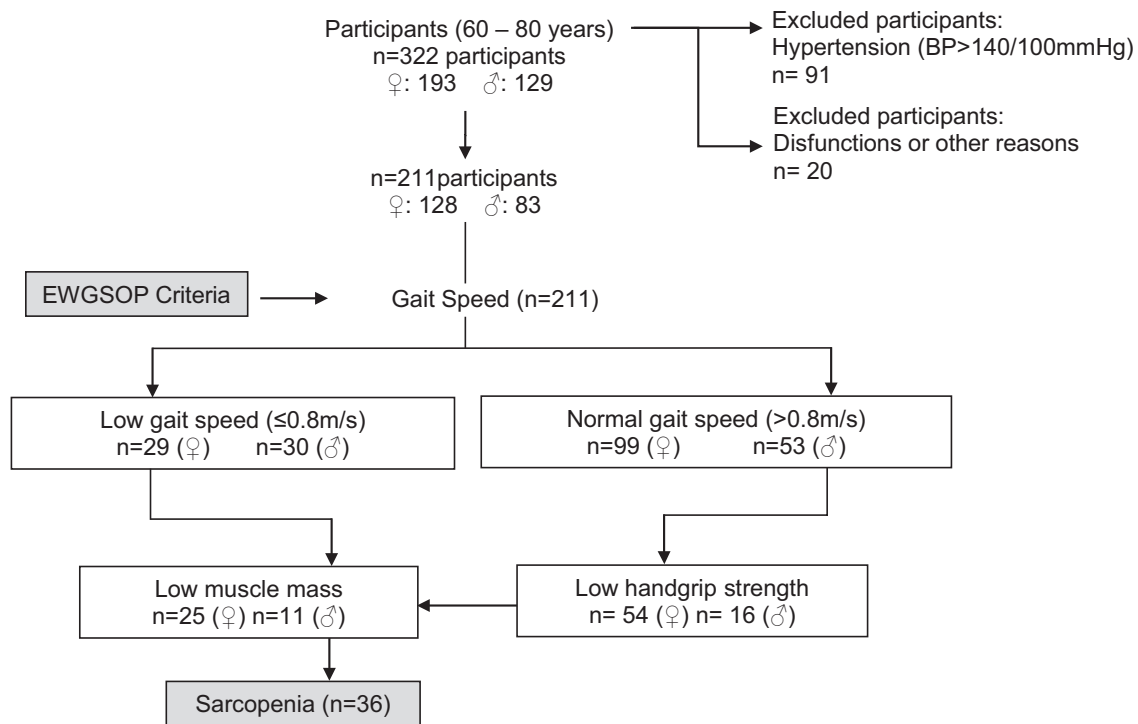 Participants (60 – 80 years)
n=322 participants
♀: 193 ♂: 129
Excluded participants:
Hypertension (BP>140/100mmHg)
n= 91
Excluded participants:
Disfunctions or other reasons
n= 20
n=211participants
♀: 128 ♂: 83
EWGSOP Criteria
Gait Speed (n=211)
Low gait speed (≤0.8m/s)
n=29 (♀) n=30 (♂)
Normal gait speed (>0.8m/s)
n=99 (♀) n=53 (♂)
Low muscle mass
n=25 (♀) n=11 (♂)
Low handgrip strength
n= 54 (♀) n= 16 (♂)
Sarcopenia (n=36)